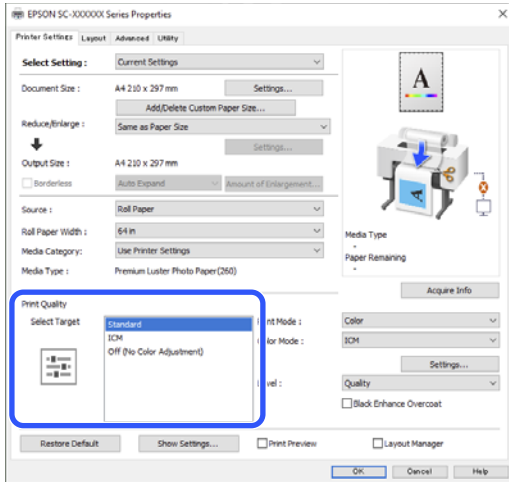 EPSON SC-XXXXXX Series Properties
Printer Settings Layout Advanced Utility
Select Setting : Current Settings
Document Size : A4 210 x 297 mm Settings...
Add/Delete Custom Paper Size...
Reduce/Enlarge : Same as Paper Size
Settings...
Output Size : A4 210 x 297 mm
Borderless Auto Expand Amount of Enlargement...
Source : Roll Paper
Roll Paper Width : 64 in
Media Category: Use Printer Settings
Media Type : Premium Luster Photo Paper(260)
A
A
Media Type
-
Paper Remaining
-
Acquire Info
Print Quality
Select Target Standard
ICM
Off (No Color Adjustment)
nt Mode : Color
lor Mode : ICM
Settings...
vel : Quality
Black Enhance Overcoat
Restore Default Show Settings... Print Preview Layout Manager
OK Cancel Help